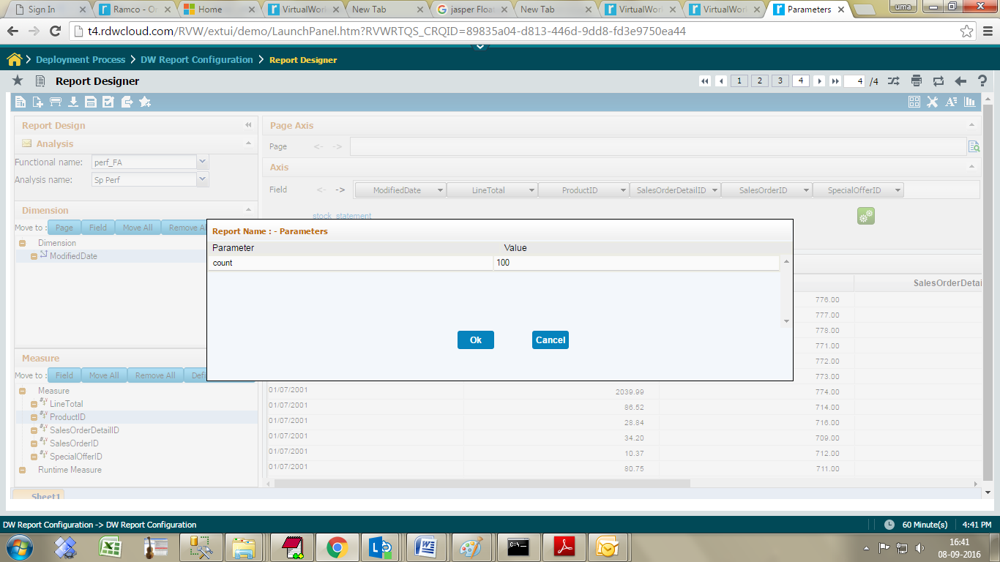 Sign In
Ramco - Or
Home
VirtualWork
New Tab
jasper Float
New Tab
VirtualWork
VirtualWork
Parameters
uma
t4.rdwcloud.com/RVW/extui/demo/LaunchPanel.htm?RVWRTQS_CRQID=89835a04-d813-446d-9dd8-fd3e9750ea44
Deployment Process > DW Report Configuration > Report Designer
Report Designer
1 2 3 4 4 /4
Report Design
Page Axis
Analysis
Page <- ->
Functional name: perf_FA
Axis
Analysis name: Sp Perf
Field <- -> ModifiedDate LineTotal ProductID SalesOrderDetailID SalesOrderID SpecialOfferID
Dimension
stock_statement
Move to : Page Field Move All Remove Al
Report Name : - Parameters
Dimension
Parameter Value
ModifiedDate
count 100
SalesOrderDetai
776.00
777.00
778.00
771.00
772.00
773.00
Ok Cancel
Measure
Move to : Field Move All Remove All Defi
Measure
LineTotal
ProductID
SalesOrderDetailID
SalesOrderID
SpecialOfferID
Runtime Measure
01/07/2001 2039.99 774.00
01/07/2001 86.52 714.00
01/07/2001 28.84 716.00
01/07/2001 34.20 709.00
01/07/2001 10.37 712.00
01/07/2001 80.75 711.00
Sheet1
DW Report Configuration -> DW Report Configuration
60 Minute(s) 4:41 PM
16:41
08-09-2016